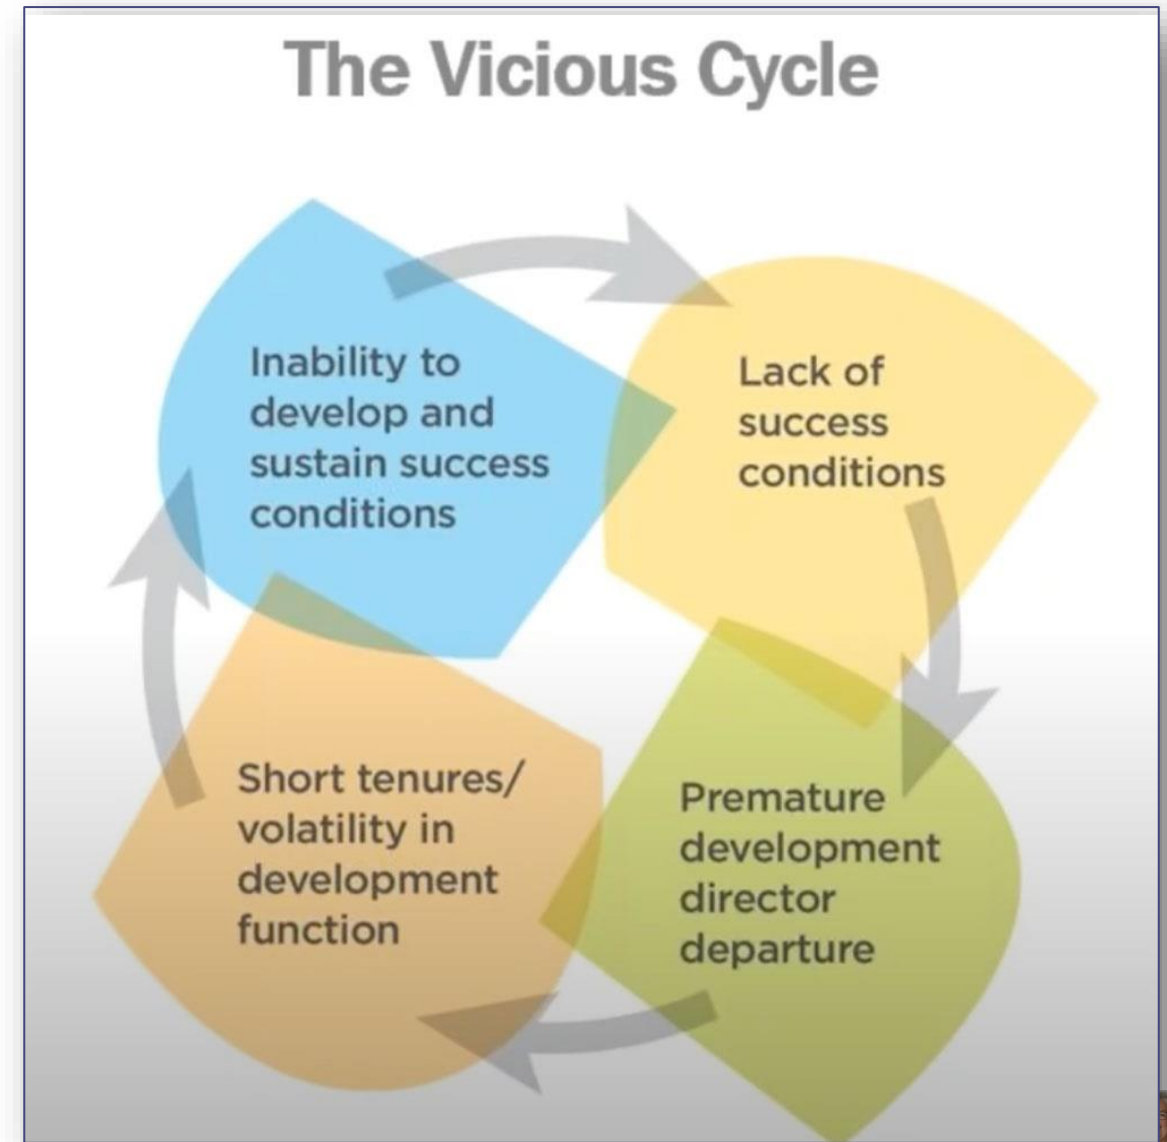 The Vicious Cycle
Inability to
develop and
sustain success
conditions
Lack of
success
conditions
Premature
development
director
departure
Short tenures/
volatility in
development
function